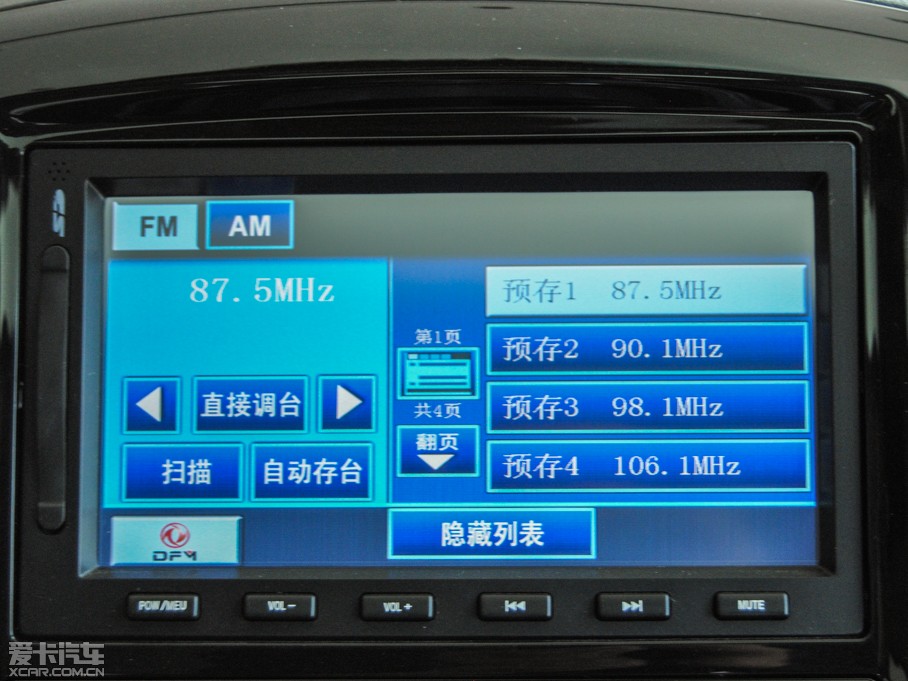 FM
AM
87.5MHz
预存1 87.5MHz
第1页
预存2 90.1MHz
直接调台
共4页
预存3 98.1MHz
翻页
扫描
自动存台
预存4 106.1MHz
隐藏列表
DFM
POW/MEU
VOL-
VOL+
MUTE
爱卡汽车
XCAR.COM.CN